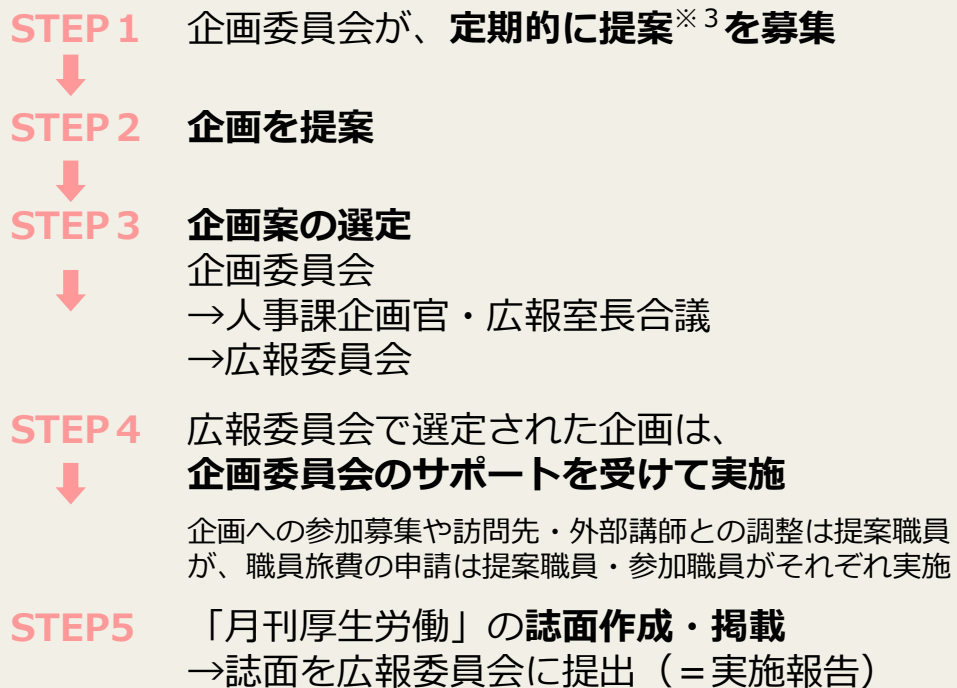 STEP１ 企画委員会が、定期的に提案※３を募集
STEP２ 企画を提案
STEP３ 企画案の選定
企画委員会
→人事課企画官・広報室長合議
→広報委員会
STEP４ 広報委員会で選定された企画は、
企画委員会のサポートを受けて実施
企画への参加募集や訪問先・外部講師との調整は提案職員
が、職員旅費の申請は提案職員・参加職員がそれぞれ実施
STEP5 「月刊厚生労働」の誌面作成・掲載
→誌面を広報委員会に提出（＝実施報告）